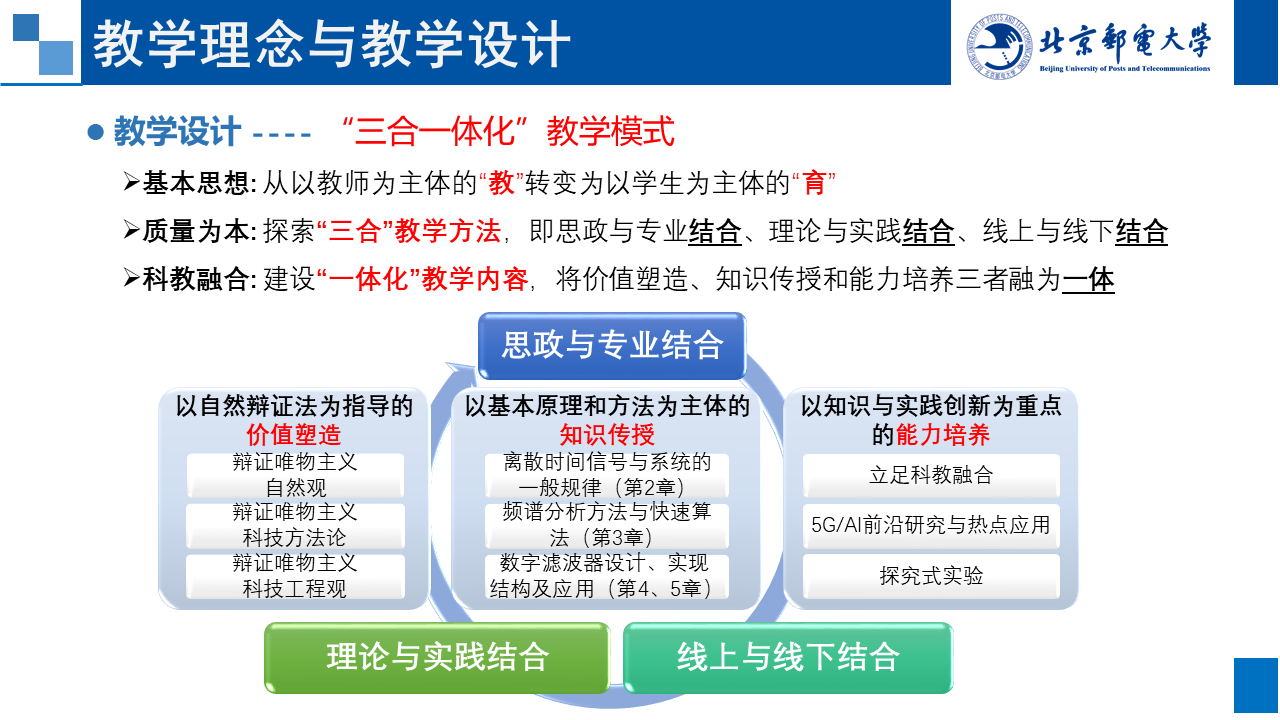 教学理念与教学设计
北京郵電大学
Beijing University of Posts and Telecommunications
教学设计 ---- “三合一体化”教学模式
基本思想: 从以教师为主体的“教”转变为以学生为主体的“育”
质量为本: 探索“三合”教学方法，即思政与专业结合、理论与实践结合、线上与线下结合
科教融合: 建设“一体化”教学内容，将价值塑造、知识传授和能力培养三者融为一体
思政与专业结合
以自然辩证法为指导的
价值塑造
辩证唯物主义
自然观
辩证唯物主义
科技方法论
辩证唯物主义
科技工程观
以基本原理和方法为主体的
知识传授
离散时间信号与系统的
一般规律（第2章）
频谱分析方法与快速算
法（第3章）
数字滤波器设计、实现
结构及应用（第4、5章）
以知识与实践创新为重点
的能力培养
立足科教融合
5G/AI前沿研究与热点应用
探究式实验
理论与实践结合
线上与线下结合